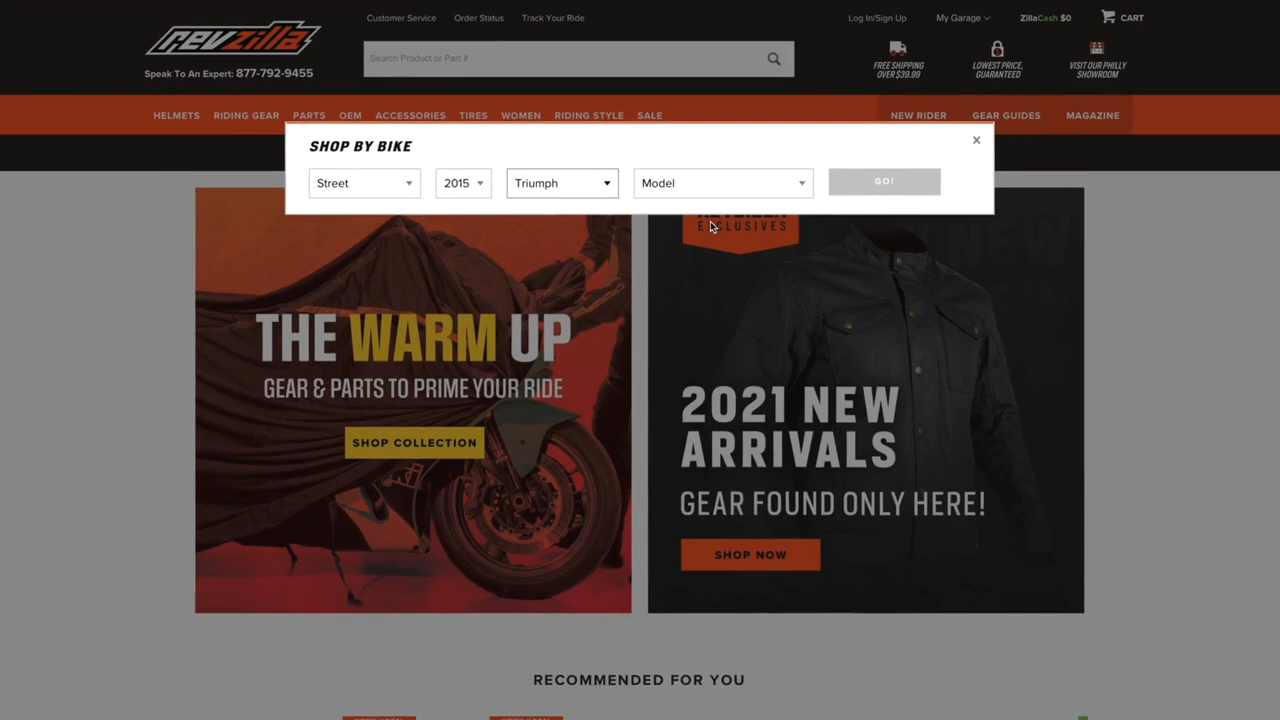 Customer Service Order Status Track Your Ride Log In/Sign Up My Garage ZillaCash $0 CART
revzilla
Search Product or Part #
Speak To An Expert: 877-792-9455
FREE SHIPPING
OVER $39.99
LOWEST PRICE,
GUARANTEED
VISIT OUR PHILLY
SHOWROOM
HELMETS RIDING GEAR PARTS OEM ACCESSORIES TIRES WOMEN RIDING STYLE SALE NEW RIDER GEAR GUIDES MAGAZINE
SHOP BY BIKE x
Street 2015 Triumph Model GO!
EXCLUSIVES
THE WARM UP
GEAR & PARTS TO PRIME YOUR RIDE
SHOP COLLECTION
NEW
2021 NEW
ARRIVALS
GEAR FOUND ONLY HERE!
SHOP NOW
RECOMMENDED FOR YOU